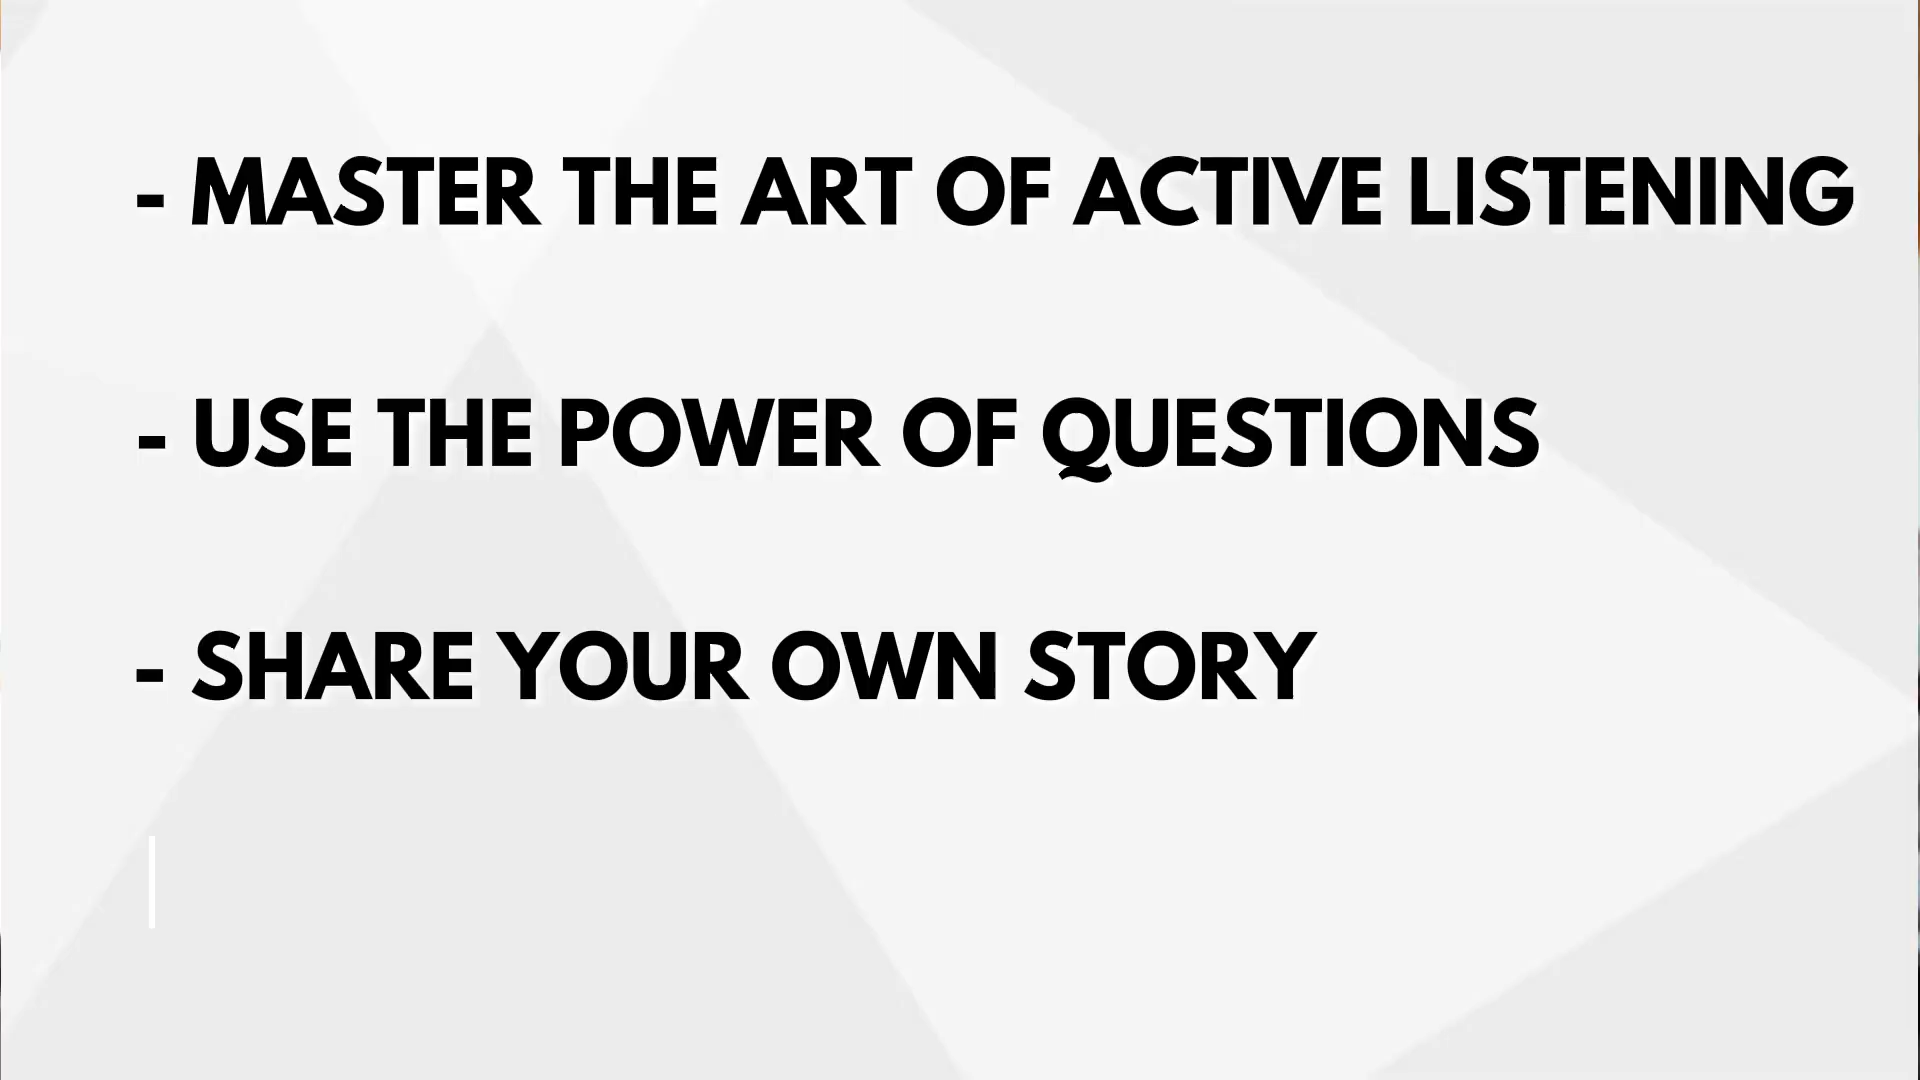 - MASTER THE ART OF ACTIVE LISTENING
- USE THE POWER OF QUESTIONS
- SHARE YOUR OWN STORY